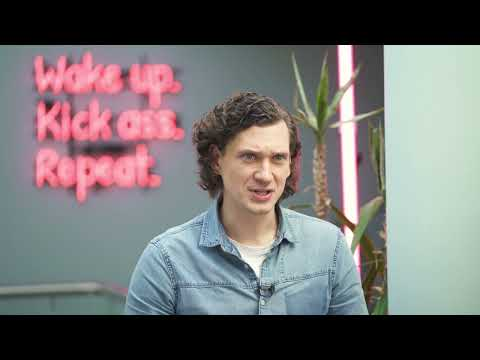 Wake up.
Kick ass.
Repeat.